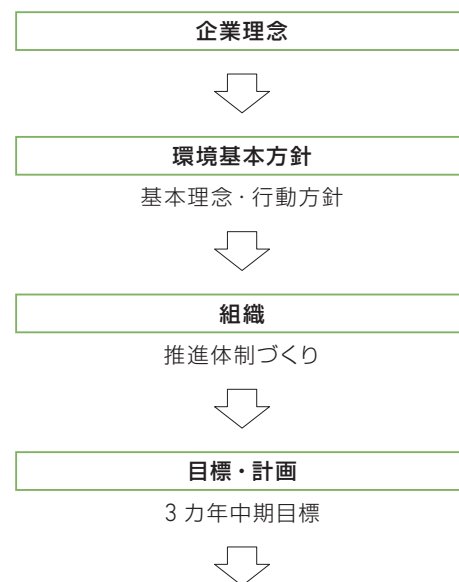 企業理念
環境基本方針
基本理念・行動方針
組織
推進体制づくり
目標・計画
3カ年中期目標